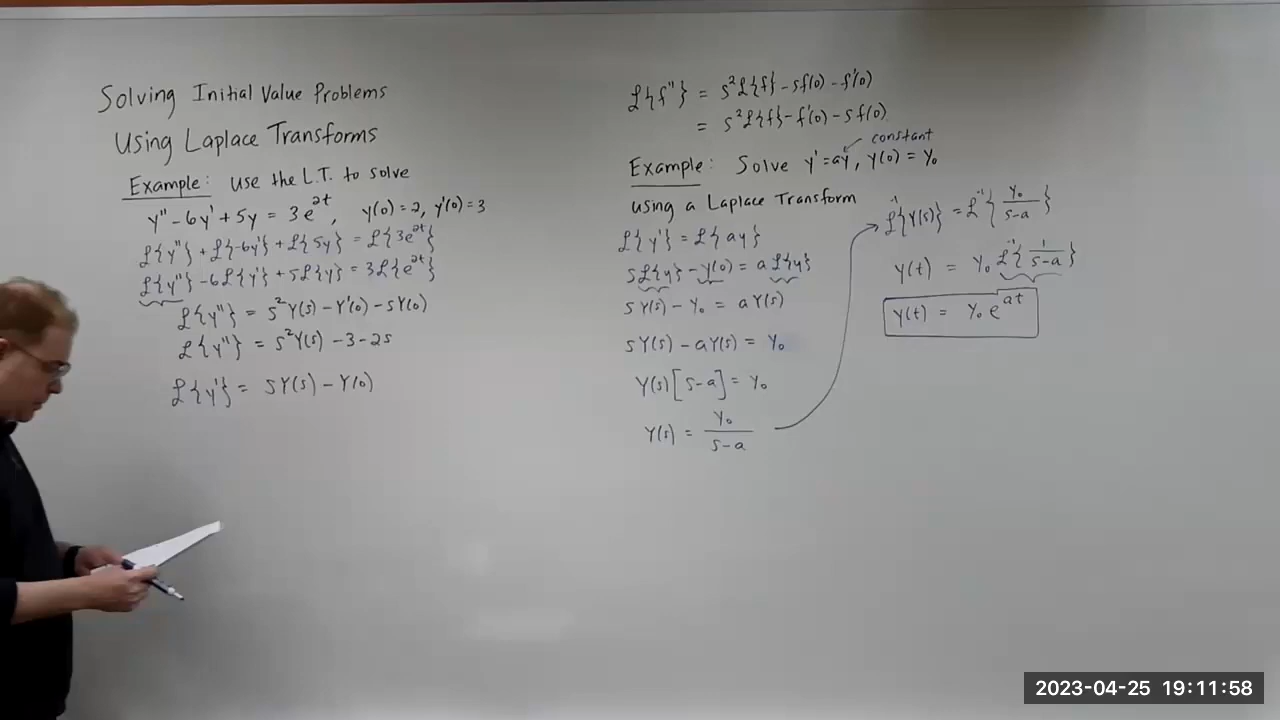 Solving Initial Value Problems
Using Laplace Transforms
Example: Use the L.T. to solve
y'' - 6y' + 5y = 3e^{2t}, y(0) = 2, y'(0) = 3
ℒ{y''} + ℒ{-6y'} + ℒ{5y} = ℒ{3e^{2t}}
ℒ{y''} - 6ℒ{y'} + 5ℒ{y} = 3ℒ{e^{2t}}
ℒ{y''} = s²Y(s) - Y'(0) - sY(0)
ℒ{y''} = s²Y(s) - 3 - 2s
ℒ{y'} = sY(s) - Y(0)
ℒ{f''} = s²ℒ{f} - sf(0) - f'(0)
= s²ℒ{f} - f'(0) - sf(0)
constant
Example: Solve y' = ay, y(0) = y₀
using a Laplace Transform
ℒ{y'} = ℒ{ay}
sℒ{y} - y(0) = aℒ{y}
sY(s) - y₀ = aY(s)
sY(s) - aY(s) = y₀
Y(s)[s-a] = y₀
Y(s) = y₀/(s-a)
ℒ⁻¹{Y(s)} = ℒ⁻¹{y₀/(s-a)}
y(t) = y₀ ℒ⁻¹{1/(s-a)}
y(t) = y₀ e^{at}
2023-04-25 19:11:58